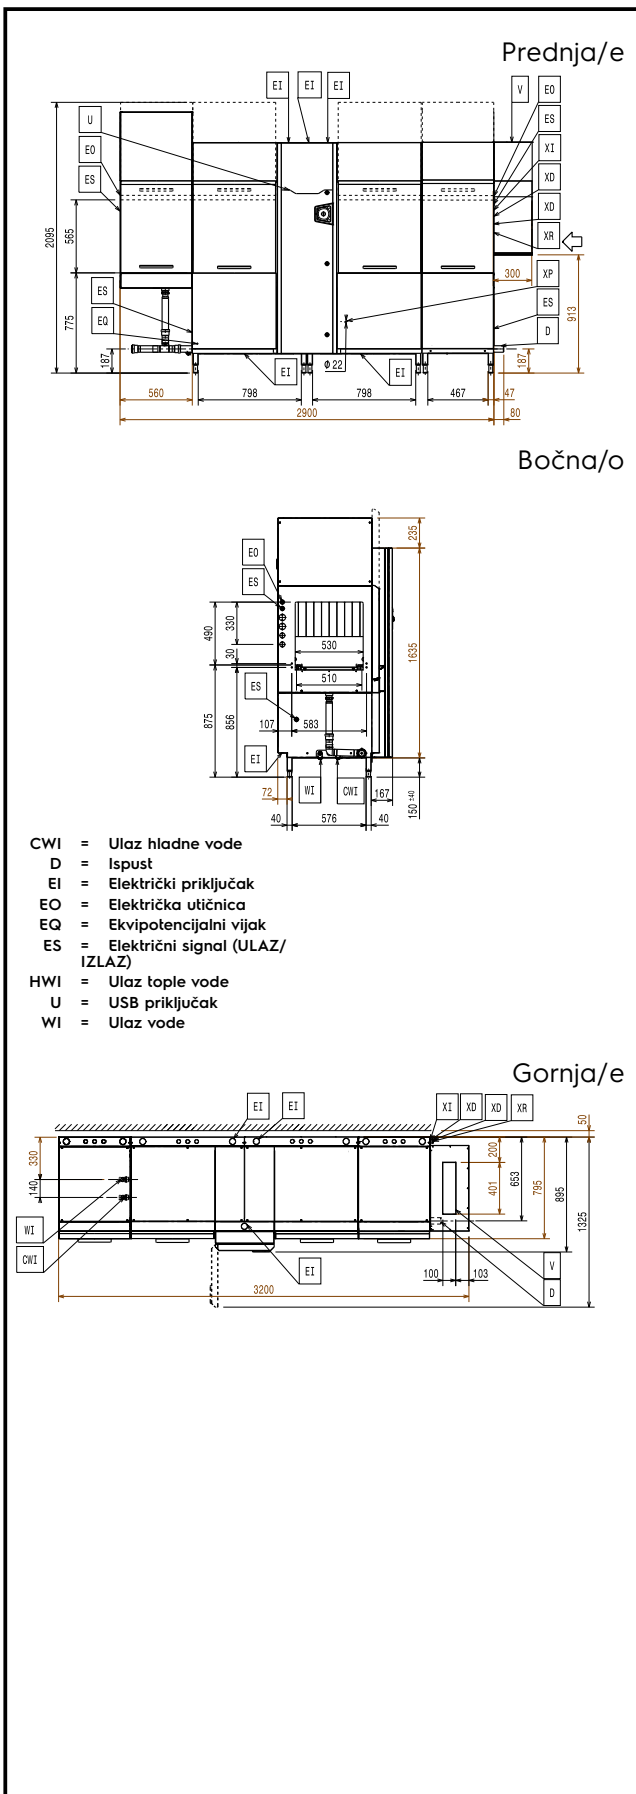 Prednja/e
EI EI EI V EO
U ES
EO XI
ES XD
XD
XR
2095 565 300
XP
ES ES
775 EQ D 913
187 EI Ø 22 EI 187
560 798 798 467 47
2900 80
Bočna/o
235
EO
ES
490 330 530 1635
30
510
ES
875 856 107 583
EI
72 WI CWI 167 150 ±40
40 576 40
CWI = Ulaz hladne vode
D = Ispust
EI = Električki priključak
EO = Električka utičnica
EQ = Ekvipotencijalni vijak
ES = Električni signal (ULAZ/
IZLAZ)
HWI = Ulaz tople vode
U = USB priključak
WI = Ulaz vode
Gornja/e
EI EI XI XD XD XR 50
330 200
140 401 653 795 895 1325
WI
CWI EI V
100 103
3200 D